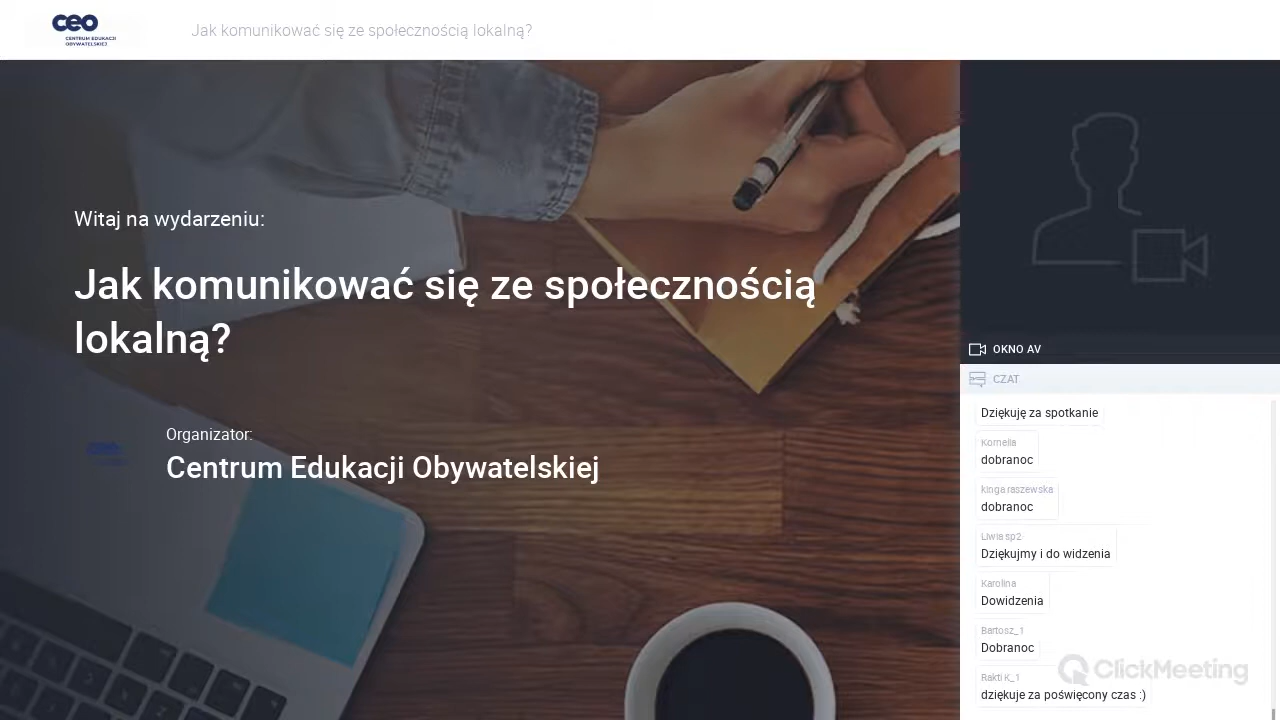 ceo
CENTRUM EDUKACJI
OBYWATELSKIEJ
Jak komunikować się ze społecznością lokalną?
Witaj na wydarzeniu:
Jak komunikować się ze społecznością
lokalną?
Organizator:
Centrum Edukacji Obywatelskiej
OKNO AV
CZAT
Dziękuję za spotkanie
Kornelia
dobranoc
kinga raszewska
dobranoc
Liwia sp2
Dziękujmy i do widzenia
Karolina
Dowidzenia
Bartosz_1
Dobranoc
Rakti K_1
dziękuje za poświęcony czas :)
ClickMeeting